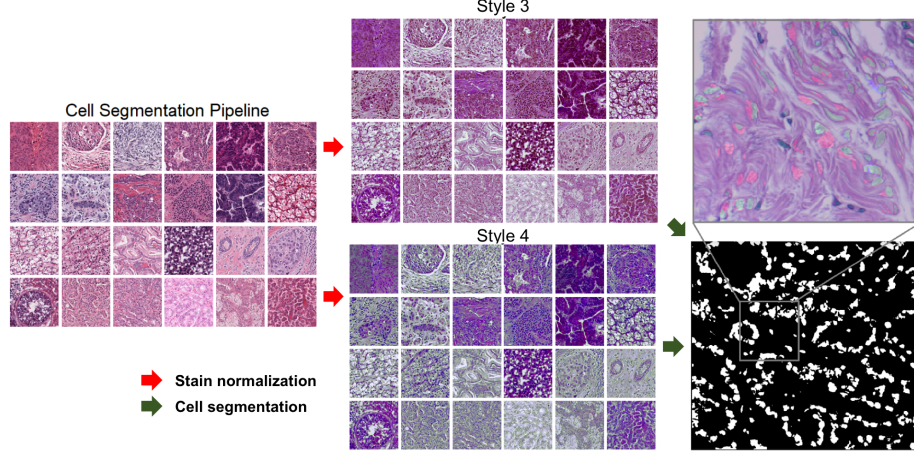 Style 3
Cell Segmentation Pipeline
Style 4
Stain normalization
Cell segmentation